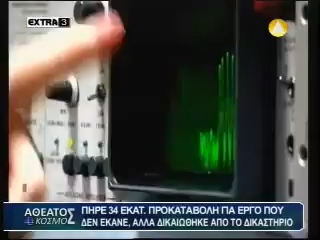 EXTRA 3
ΑΘΕΑΤΟΣ
ΚΟΣΜΟΣ
ΠΗΡΕ 34 ΕΚΑΤ. ΠΡΟΚΑΤΑΒΟΛΗ ΓΙΑ ΕΡΓΟ ΠΟΥ
ΔΕΝ ΕΚΑΝΕ, ΑΛΛΑ ΔΙΚΑΙΩΘΗΚΕ ΑΠΟ ΤΟ ΔΙΚΑΣΤΗΡΙΟ